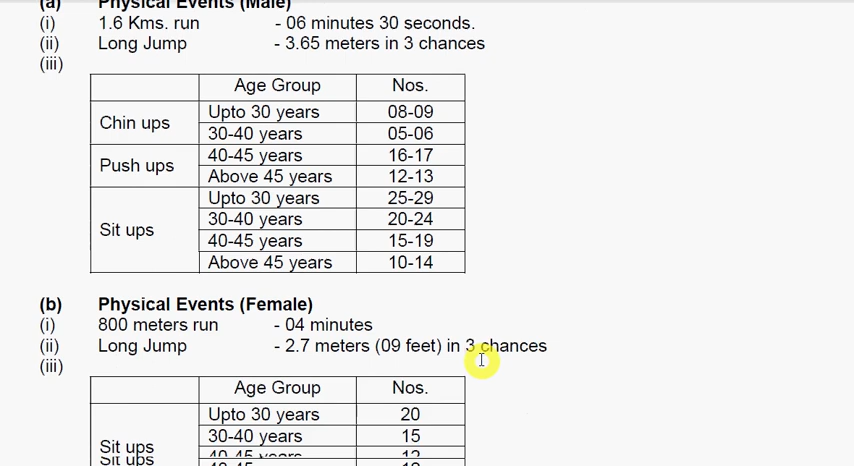 (a) Physical Events (Male)
(i) 1.6 Kms. run - 06 minutes 30 seconds.
(ii) Long Jump - 3.65 meters in 3 chances
(iii)
Age Group Nos.
Chin ups Upto 30 years 08-09
30-40 years 05-06
Push ups 40-45 years 16-17
Above 45 years 12-13
Sit ups Upto 30 years 25-29
30-40 years 20-24
40-45 years 15-19
Above 45 years 10-14
(b) Physical Events (Female)
(i) 800 meters run - 04 minutes
(ii) Long Jump - 2.7 meters (09 feet) in 3 chances
(iii)
Age Group Nos.
Upto 30 years 20
30-40 years 15
Sit ups
Sit ups